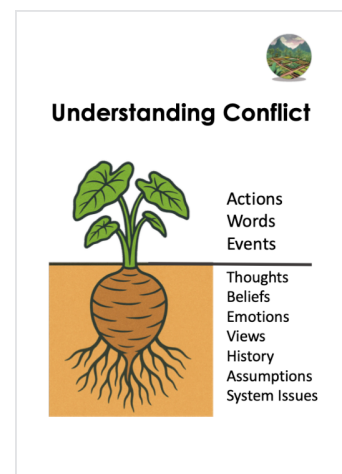 Understanding Conflict
Actions
Words
Events
Thoughts
Beliefs
Emotions
Views
History
Assumptions
System Issues